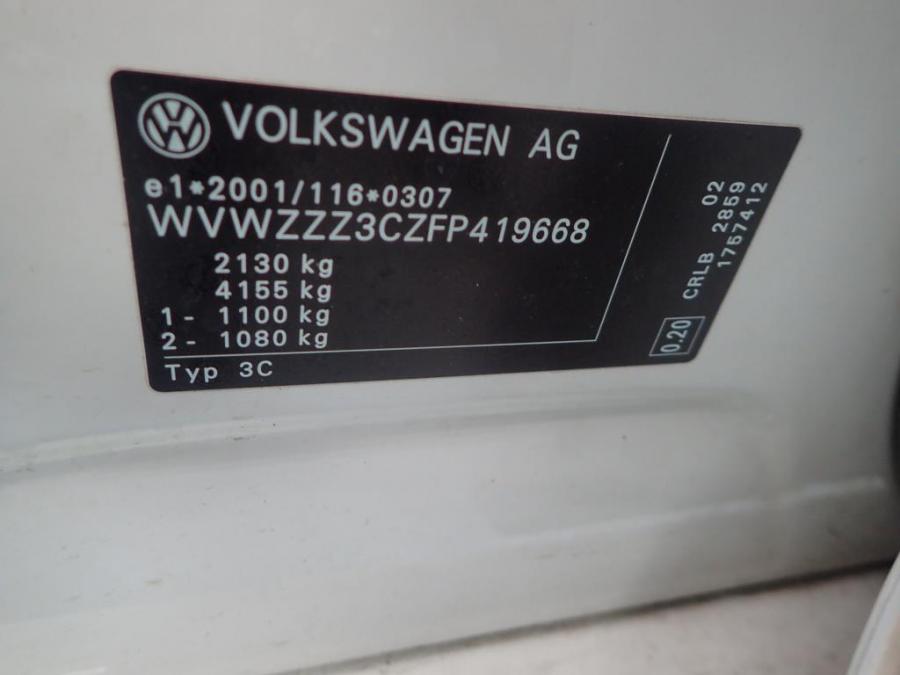 VOLKSWAGEN AG
e1*2001/116*0307
WVWZZZ3CZFP419668
2130 kg
4155 kg
1 - 1100 kg
2 - 1080 kg
Typ 3C
02
CRLB 2859
1757412
0.20